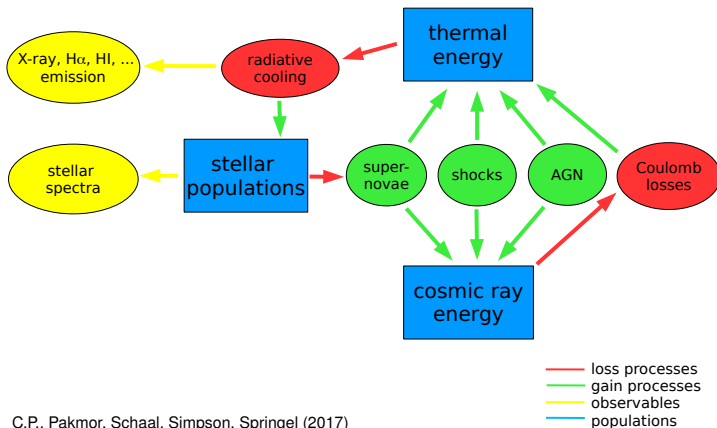 X-ray, Hα, HI, ...
emission
radiative
cooling
thermal
energy
stellar
spectra
stellar
populations
super-
novae
shocks
AGN
Coulomb
losses
cosmic ray
energy
loss processes
gain processes
observables
populations
C.P., Pakmor, Schaal, Simpson, Springel (2017)